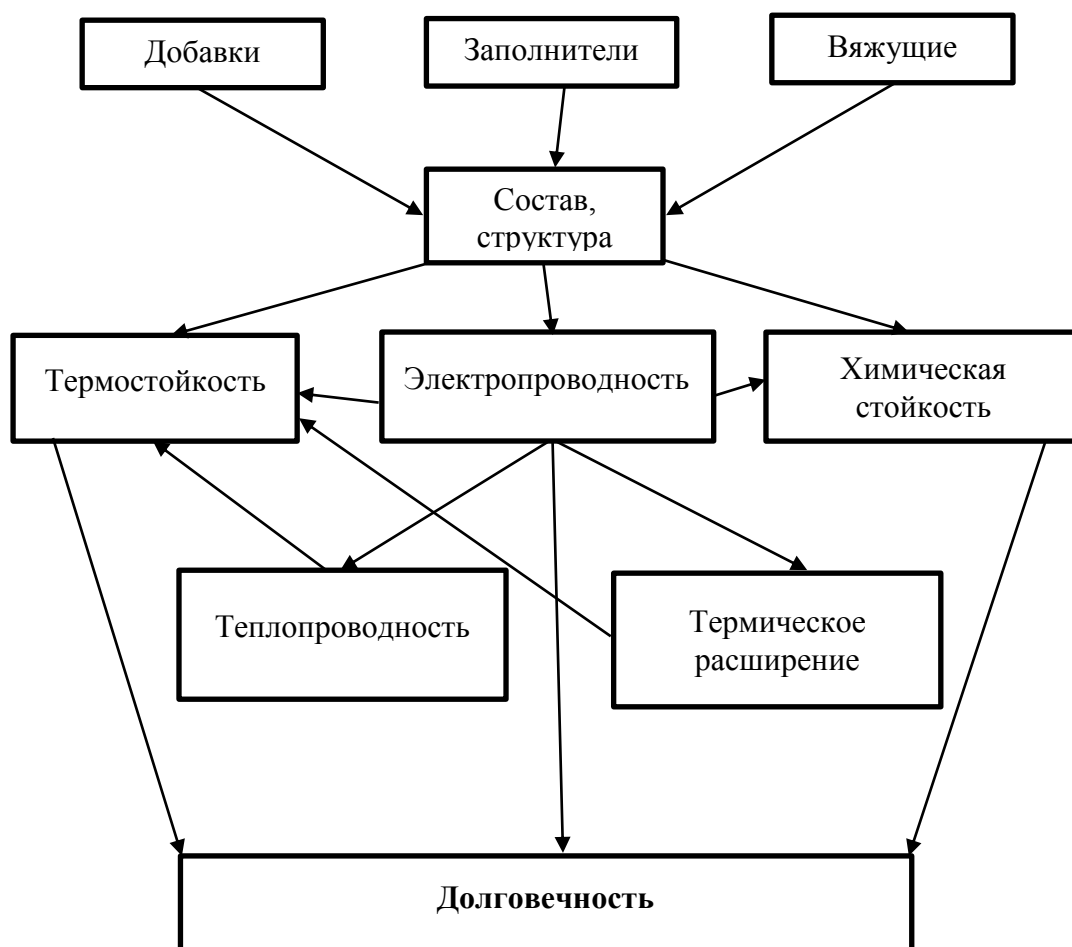 Добавки
Заполнители
Вяжущие
Состав,
структура
Термостойкость
Электропроводность
Химическая
стойкость
Теплопроводность
Термическое
расширение
Долговечность